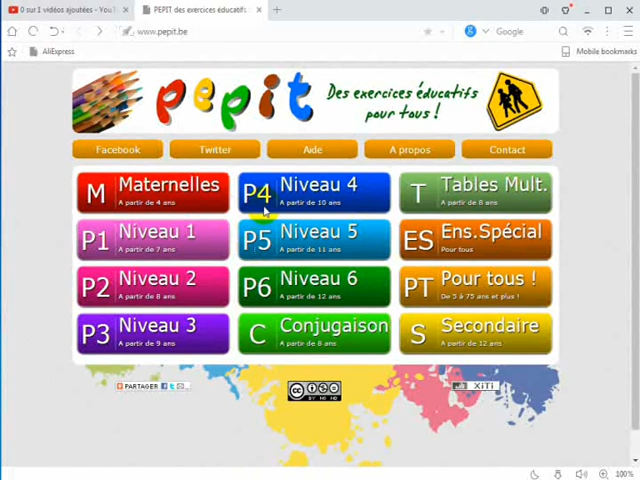 0 sur 1 vidéos ajoutées - YouT
PEPIT des exercices éducatifs
www.pepit.be
Google
AliExpress
Mobile bookmarks
pepit
Des exercices éducatifs
pour tous !
Facebook
Twitter
Aide
A propos
Contact
M Maternelles
A partir de 4 ans
P4 Niveau 4
A partir de 10 ans
T Tables Mult.
A partir de 8 ans
P1 Niveau 1
A partir de 7 ans
P5 Niveau 5
A partir de 11 ans
ES Ens.Spécial
Pour tous
P2 Niveau 2
A partir de 8 ans
P6 Niveau 6
A partir de 12 ans
PT Pour tous !
De 5 à 75 ans et plus !
P3 Niveau 3
A partir de 9 ans
C Conjugaison
A partir de 8 ans
S Secondaire
A partir de 12 ans
PARTAGER
cc
BY NC ND
XiTi
100%